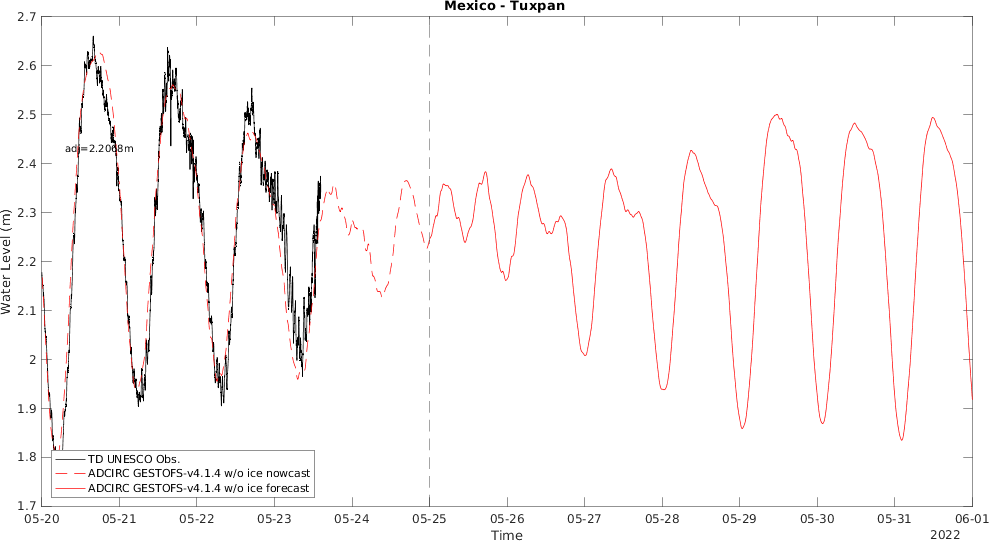 Mexico - Tuxpan
2.7
2.6
2.5
2.4
2.3
2.2
2.1
2
1.9
1.8
1.7
Water Level (m)
adj=2.2008m
TD UNESCO Obs.
ADCIRC GESTOFS-v4.1.4 w/o ice nowcast
ADCIRC GESTOFS-v4.1.4 w/o ice forecast
05-20 05-21 05-22 05-23 05-24 05-25 05-26 05-27 05-28 05-29 05-30 05-31 06-01
Time
2022